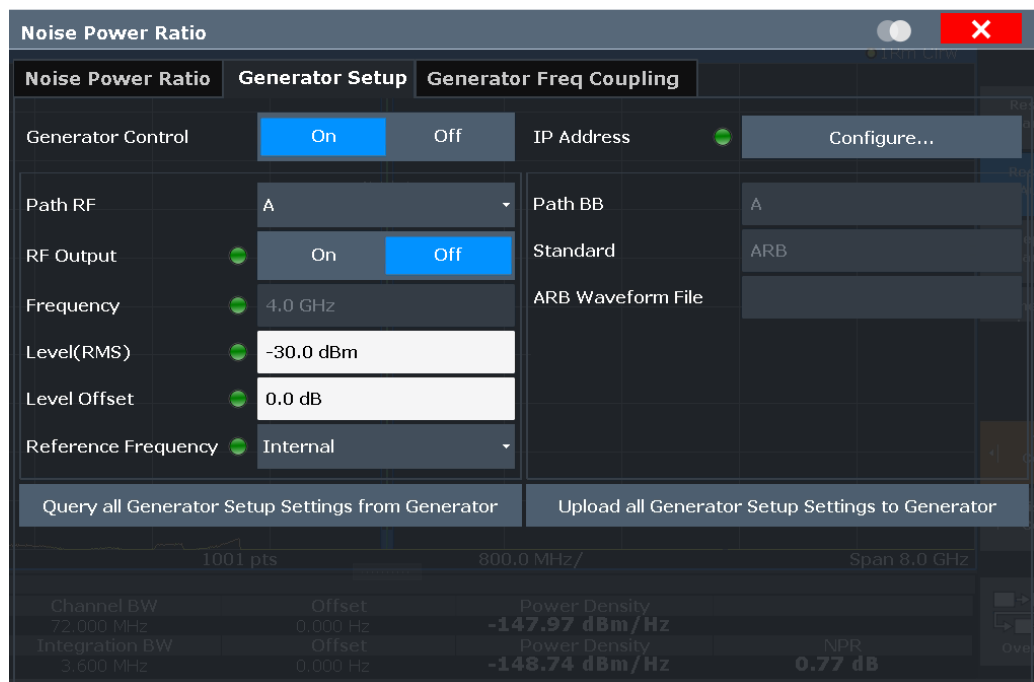 Noise Power Ratio
1Rm Clrw
Noise Power Ratio Generator Setup Generator Freq Coupling
Generator Control On Off IP Address Configure...
Path RF A Path BB A
RF Output On Off Standard ARB
Frequency 4.0 GHz ARB Waveform File
Level(RMS) -30.0 dBm
Level Offset 0.0 dB
Reference Frequency Internal
Query all Generator Setup Settings from Generator Upload all Generator Setup Settings to Generator
1001 pts 800.0 MHz/ Span 8.0 GHz
Channel BW Offset Power Density
72.000 MHz 0.000 Hz -147.97 dBm/Hz
Integration BW Offset Power Density NPR
3.600 MHz 0.000 Hz -148.74 dBm/Hz 0.77 dB